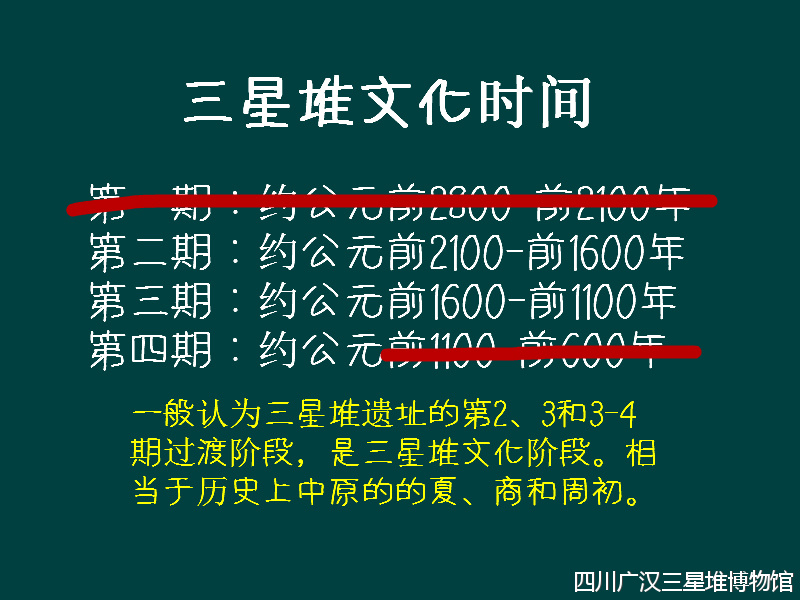 三星堆文化时间
第一期：约公元前2800-前2100年
第二期：约公元前2100-前1600年
第三期：约公元前1600-前1100年
第四期：约公元前1100-前600年
一般认为三星堆遗址的第2、3和3-4
期过渡阶段，是三星堆文化阶段。相
当于历史上中原的的夏、商和周初。
四川广汉三星堆博物馆